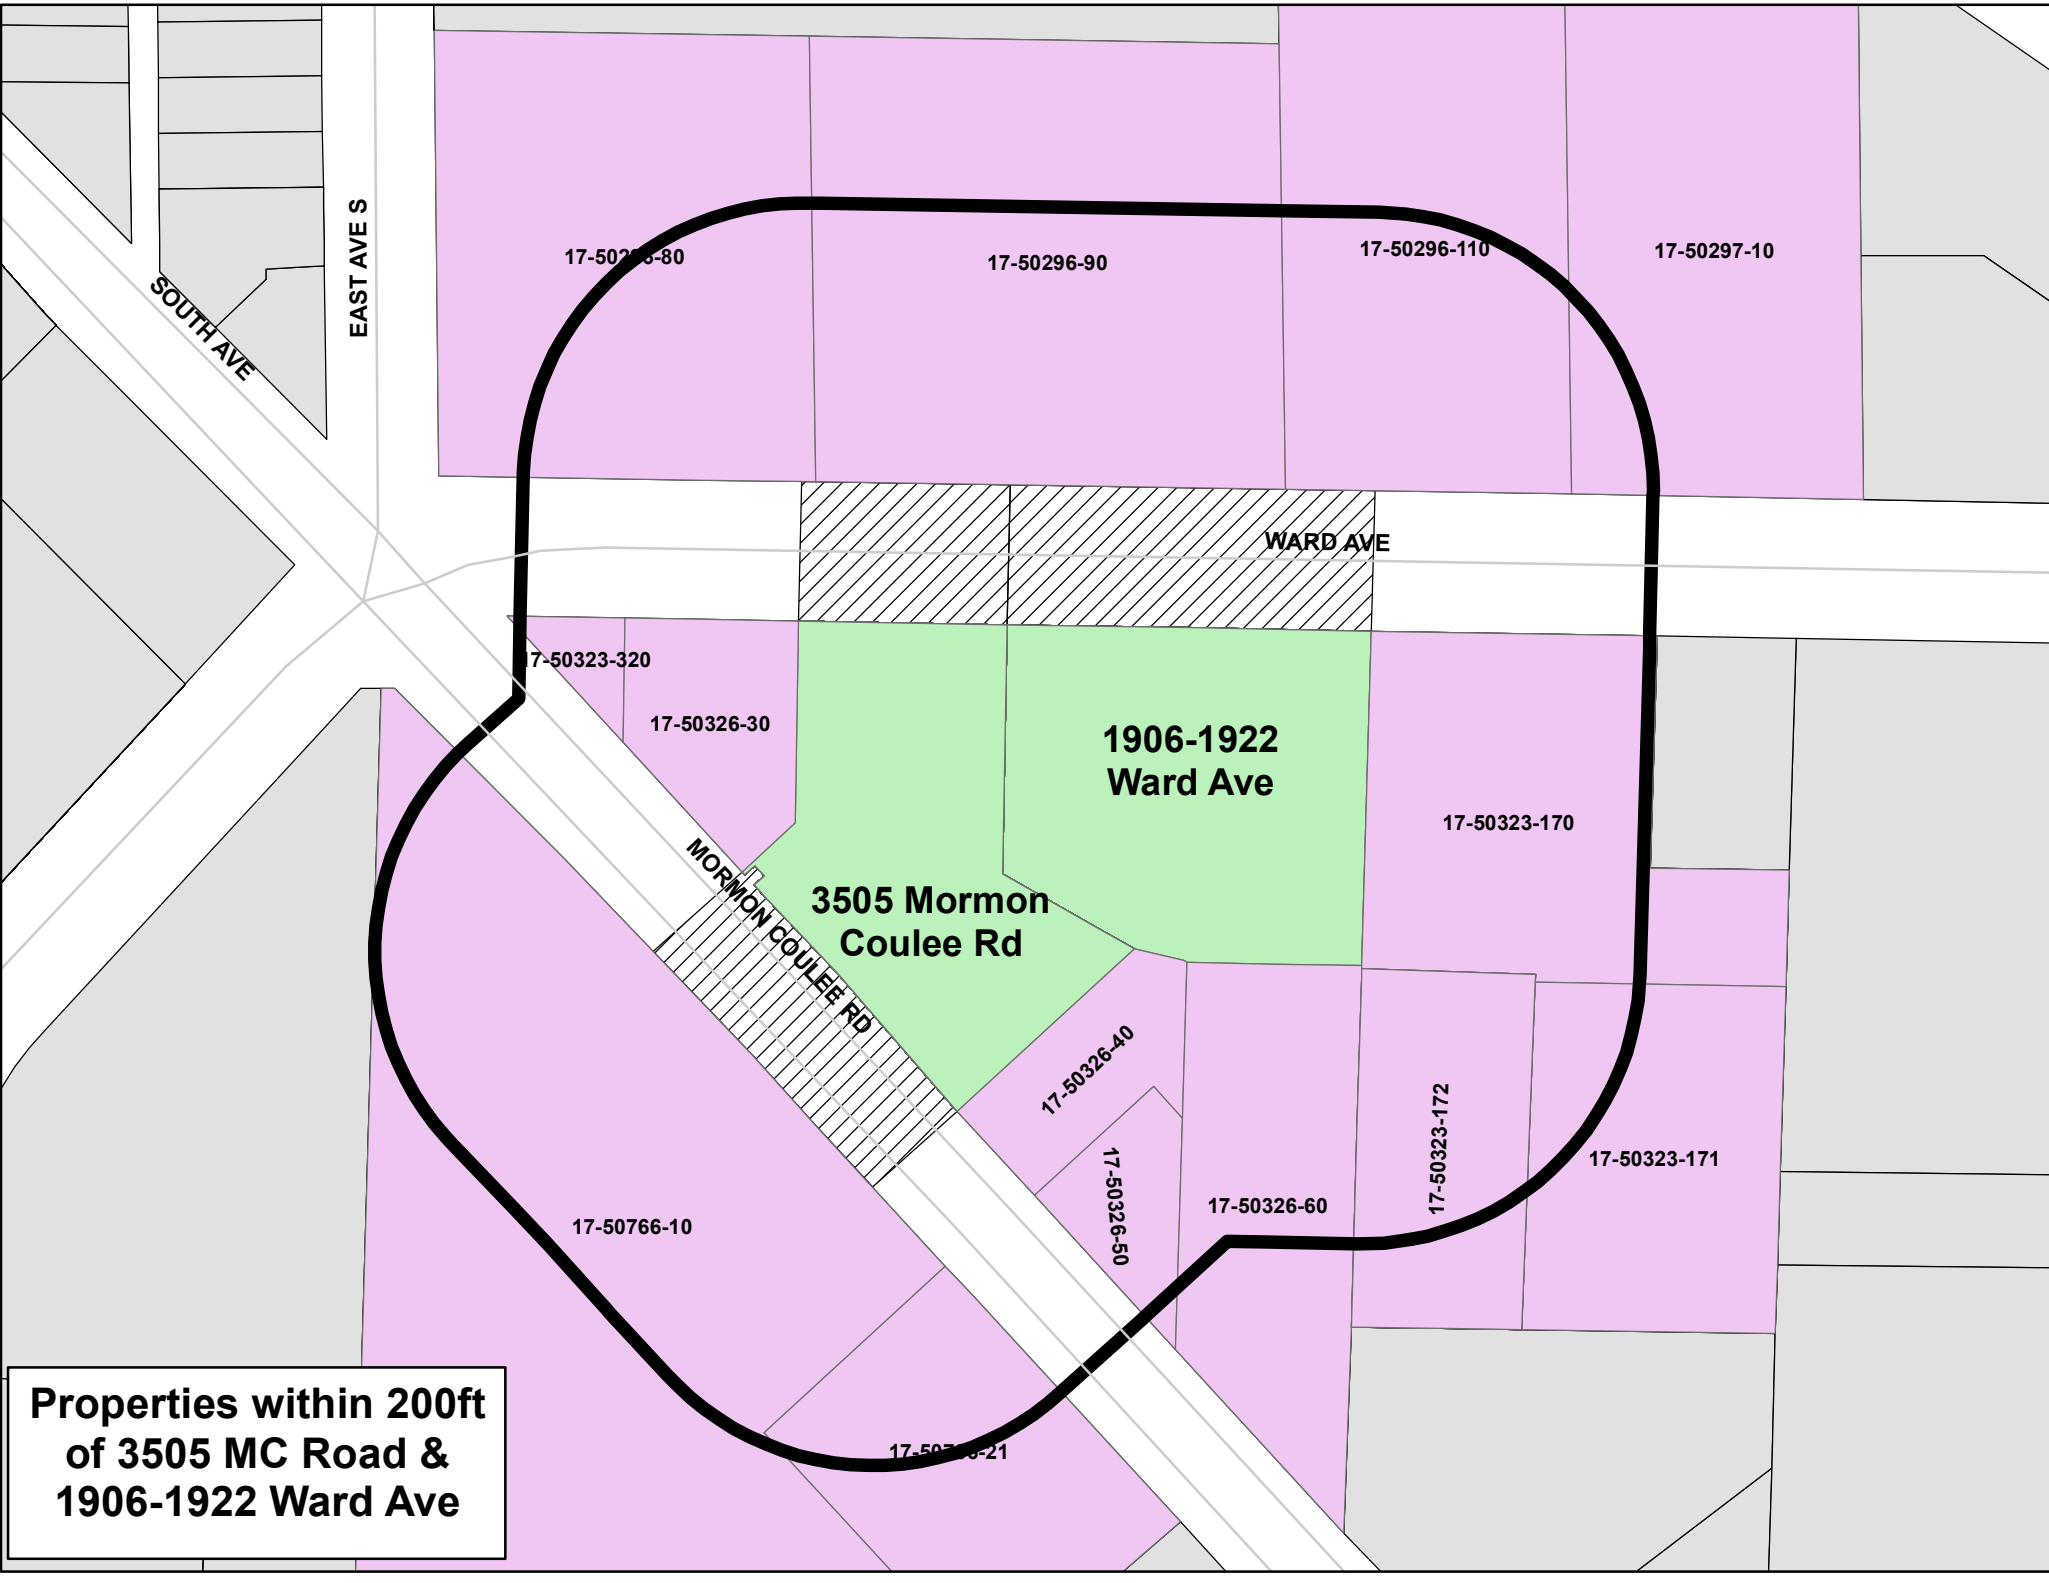 EAST AVE S
SOUTH AVE
17-50296-90
17-50296-110
17-50297-10
WARD AVE
17-50323-320
17-50326-30
1906-1922
Ward Ave
17-50323-170
MORMON COULEE RD
3505 Mormon
Coulee Rd
17-50326-40
17-50323-172
17-50326-50
17-50323-171
17-50326-60
17-50766-10
Properties within 200ft
of 3505 MC Road &
1906-1922 Ward Ave